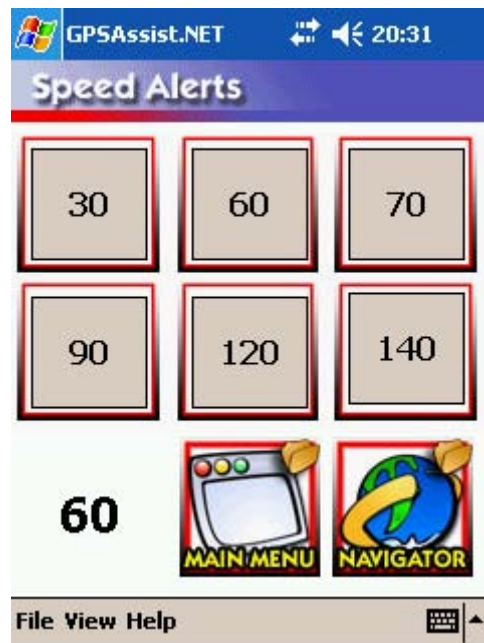 GPSAssist.NET 20:31
Speed Alerts
30 60 70
90 120 140
60 MAIN MENU NAVIGATOR
File View Help